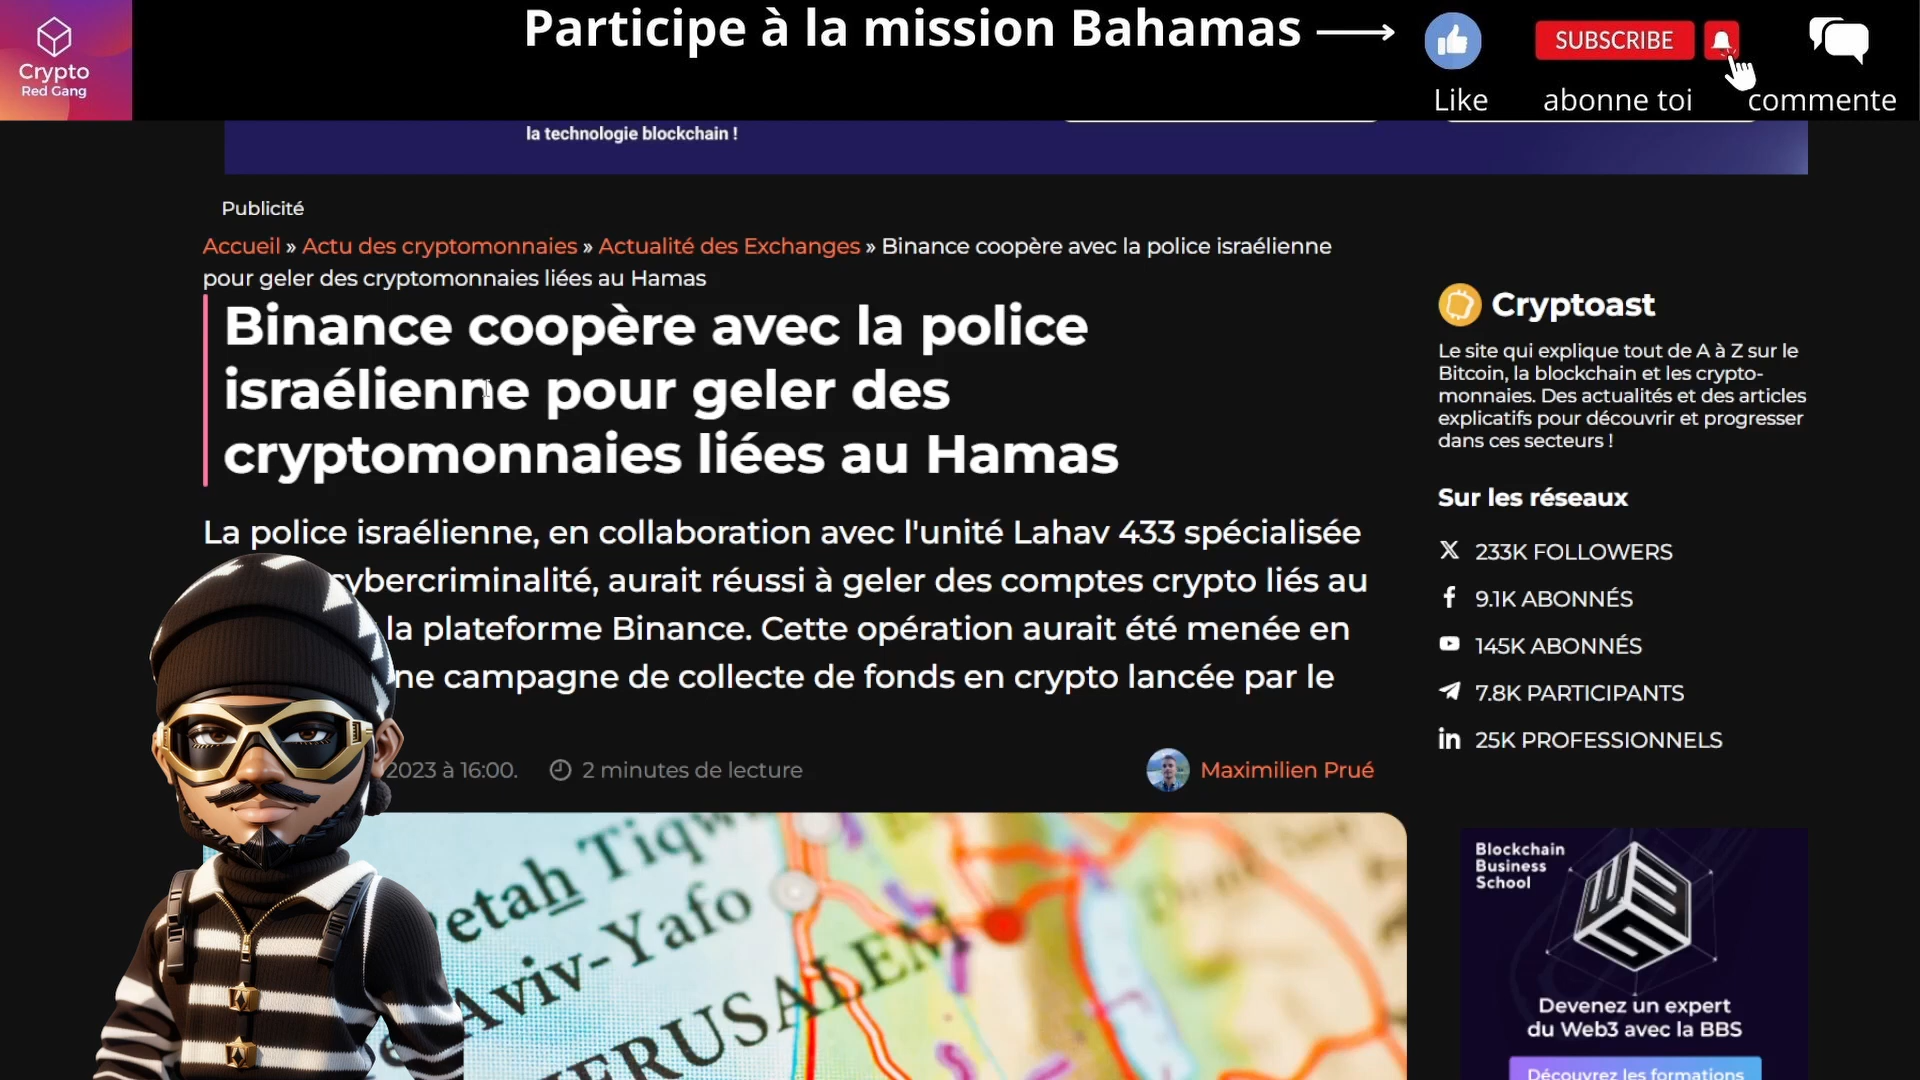 Crypto
Red Gang
Participe à la mission Bahamas
SUBSCRIBE
Like
abonne toi
commente
la technologie blockchain !
Publicité
Accueil » Actu des cryptomonnaies » Actualité des Exchanges » Binance coopère avec la police israélienne
pour geler des cryptomonnaies liées au Hamas
Binance coopère avec la police
israélienne pour geler des
cryptomonnaies liées au Hamas
La police israélienne, en collaboration avec l'unité Lahav 433 spécialisée
cybercriminalité, aurait réussi à geler des comptes crypto liés au
la plateforme Binance. Cette opération aurait été menée en
campagne de collecte de fonds en crypto lancée par le
2023 à 16:00.
2 minutes de lecture
Maximilien Prué
Petah Tiqw
Aviv-Yafo
JERUSALEM
Cryptoast
Le site qui explique tout de A à Z sur le
Bitcoin, la blockchain et les crypto-
monnaies. Des actualités et des articles
explicatifs pour découvrir et progresser
dans ces secteurs !
Sur les réseaux
233K FOLLOWERS
9.1K ABONNÉS
145K ABONNÉS
7.8K PARTICIPANTS
25K PROFESSIONNELS
Blockchain
Business
School
Devenez un expert
du Web3 avec la BBS
Découvrez les formations